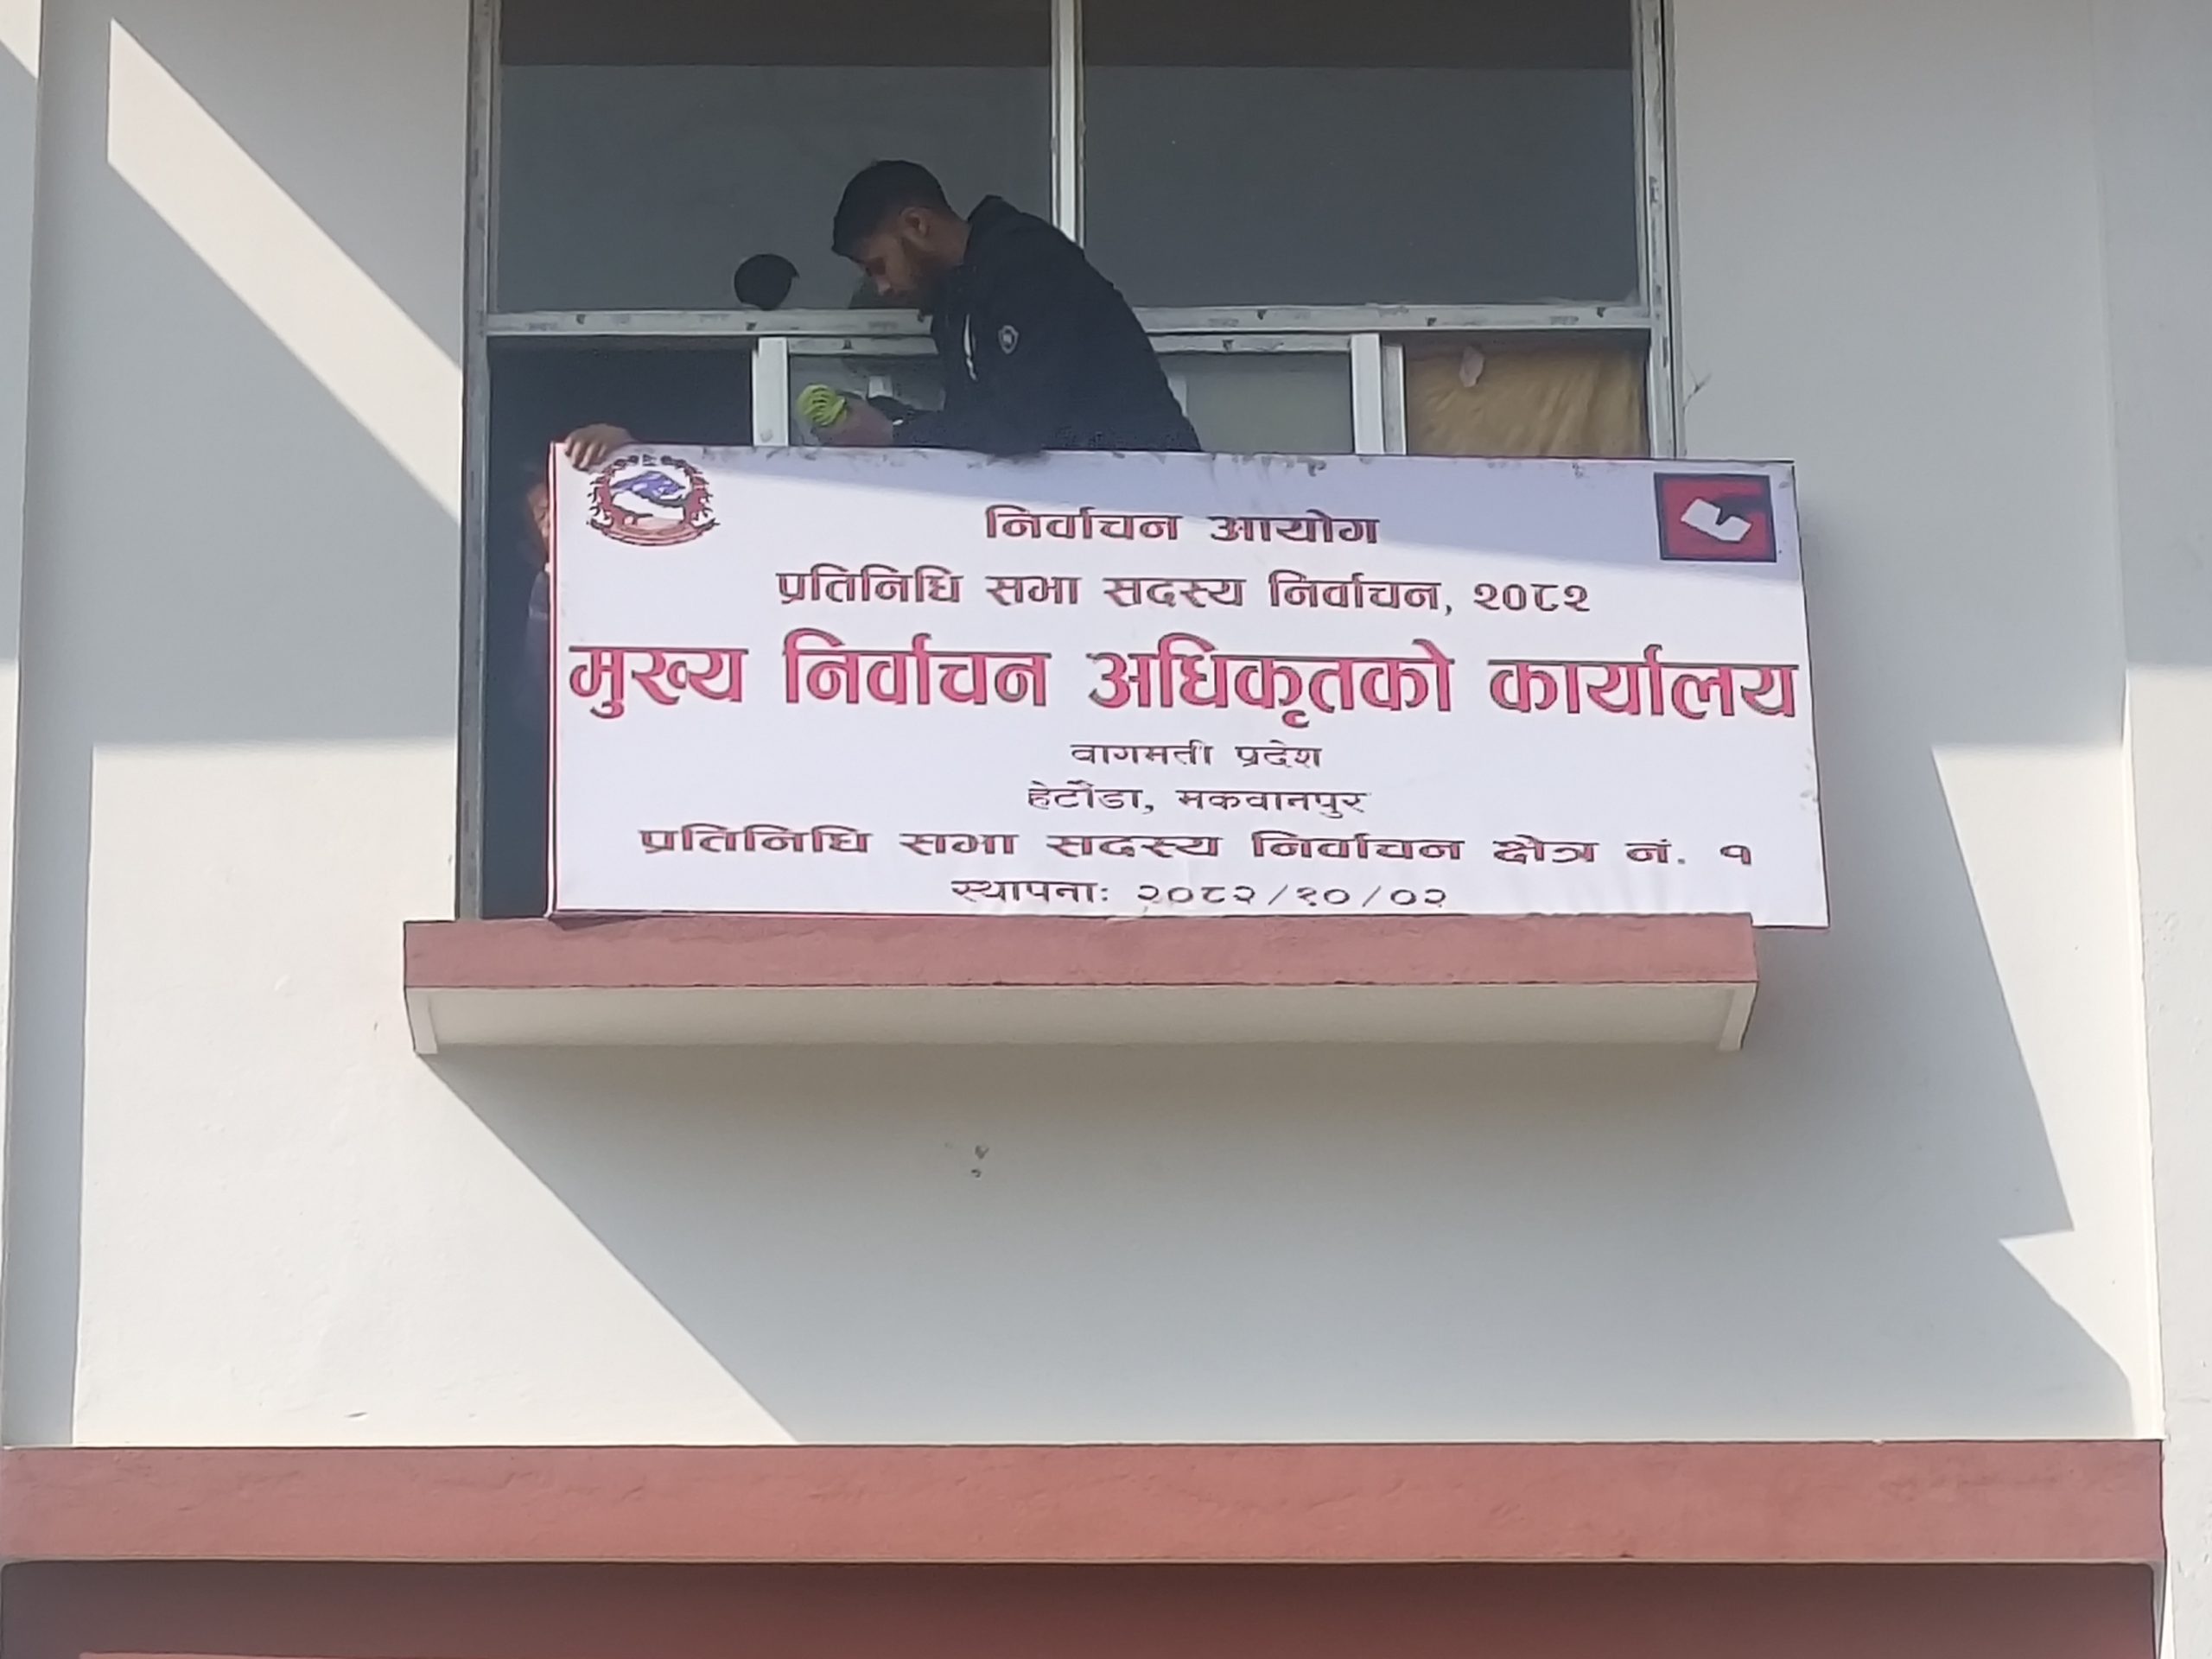 निर्वाचन आयोग
प्रतिनिधि सभा सदस्य निर्वाचन, २०८२
मुख्य निर्वाचन अधिकृतको कार्यालय
वागमती प्रदेश
हेटौंडा, मकवानपुर
प्रतिनिधि सभा सदस्य निर्वाचन क्षेत्र नं. १
स्थापनाः २०८२/१०/०२